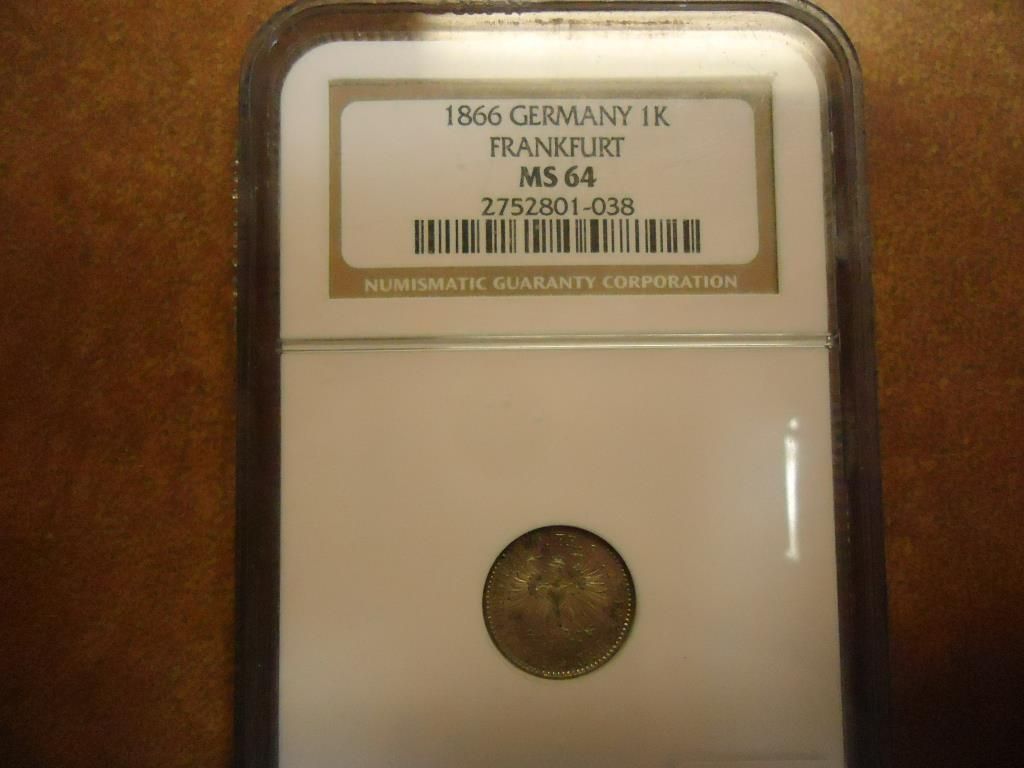 1866 GERMANY 1K
FRANKFURT
MS 64
2752801-038
NUMISMATIC GUARANTY CORPORATION